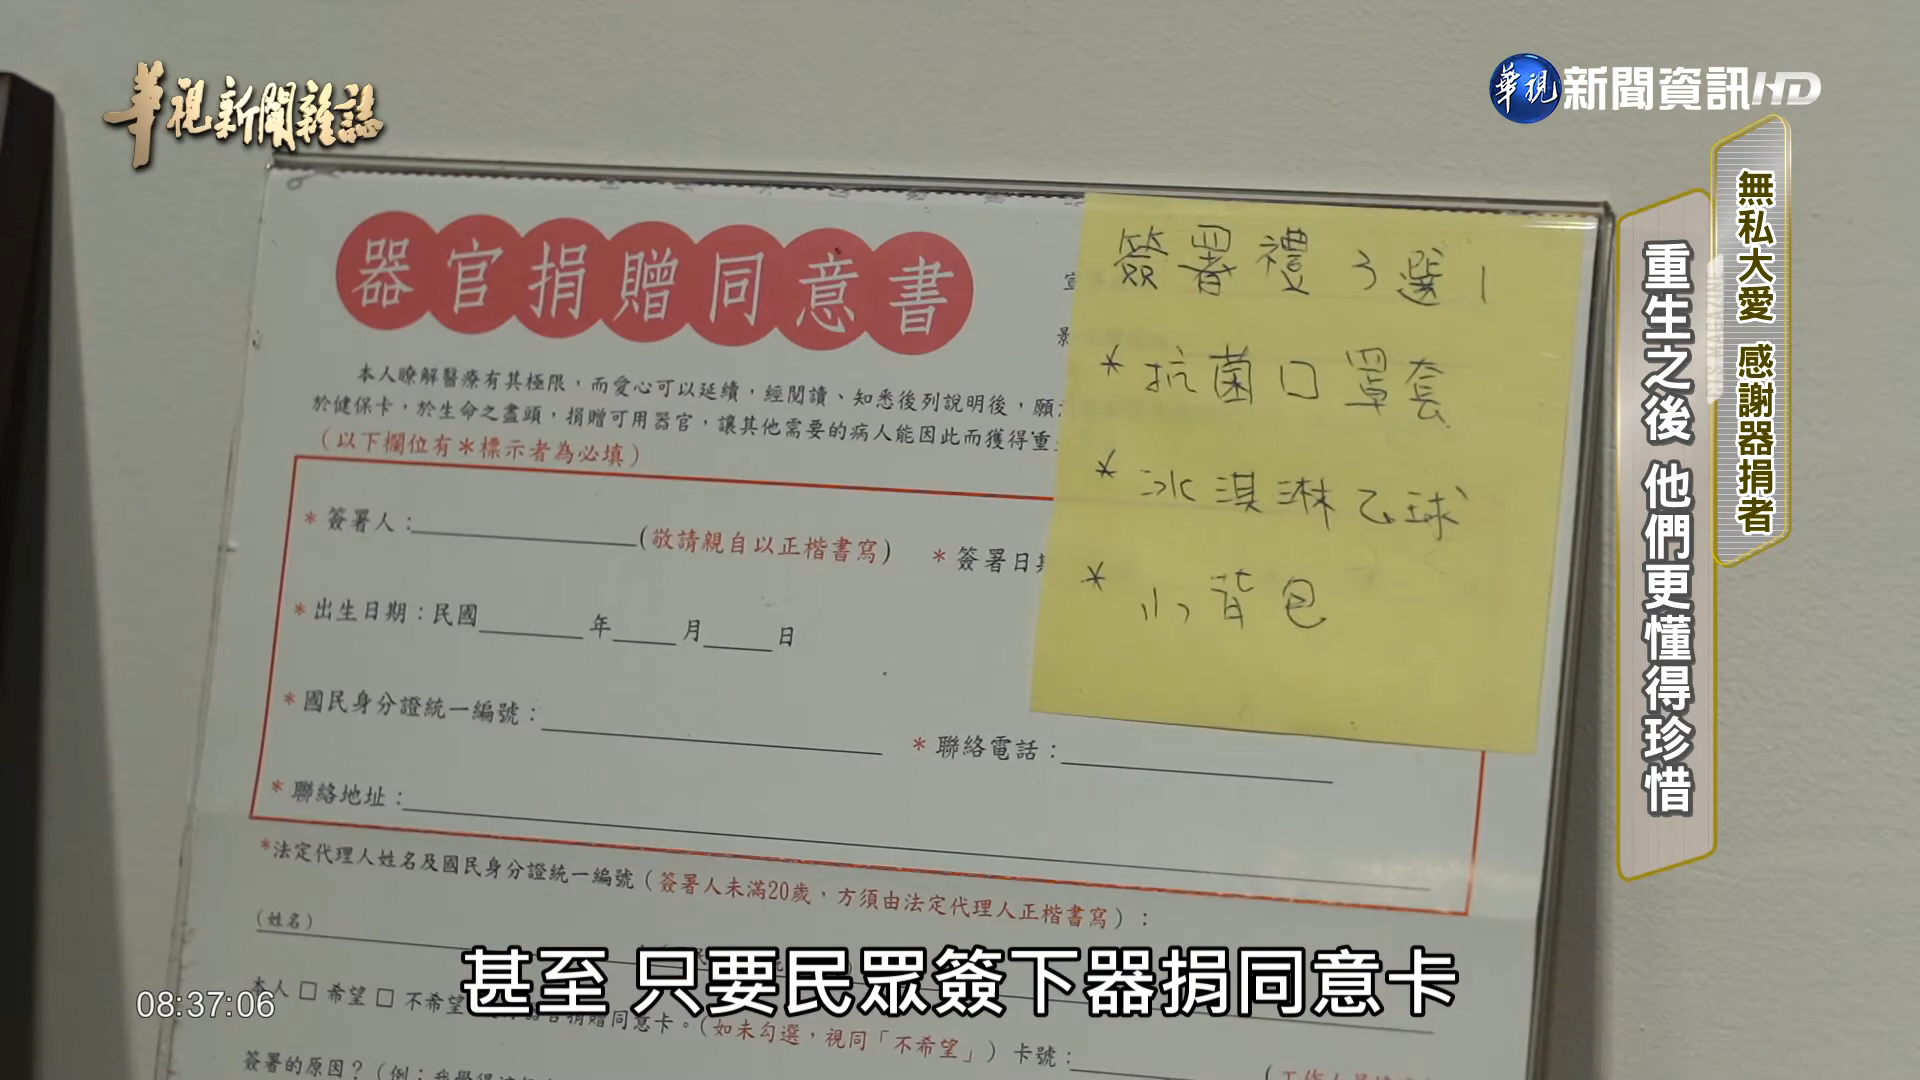 華視新聞雜誌
華視 新聞資訊HD
無私大愛 感謝器捐者
重生之後 他們更懂得珍惜
器官捐贈同意書
本人瞭解醫療有其極限，而愛心可以延續，經閱讀、知悉後列說明後，願
於健保卡，於生命之盡頭，捐贈可用器官，讓其他需要的病人能因此而獲得重
（以下欄位有＊標示者為必填）
* 簽署人：(敬請親自以正楷書寫) * 簽署日期
* 出生日期：民國 年 月 日
* 國民身分證統一編號：
* 聯絡電話：
* 聯絡地址：
*法定代理人姓名及國民身分證統一編號（簽署人未滿20歲，方須由法定代理人正楷書寫）：
（姓名）
本人 □ 希望 □ 不希望 捐贈同意卡。（如未勾選，視同「不希望」）卡號：
簽署的原因？（例：我覺得
簽署禮 3選1
* 抗菌口罩套
* 冰淇淋乙球
* 小背包
甚至 只要民眾簽下器捐同意卡
08:37:06